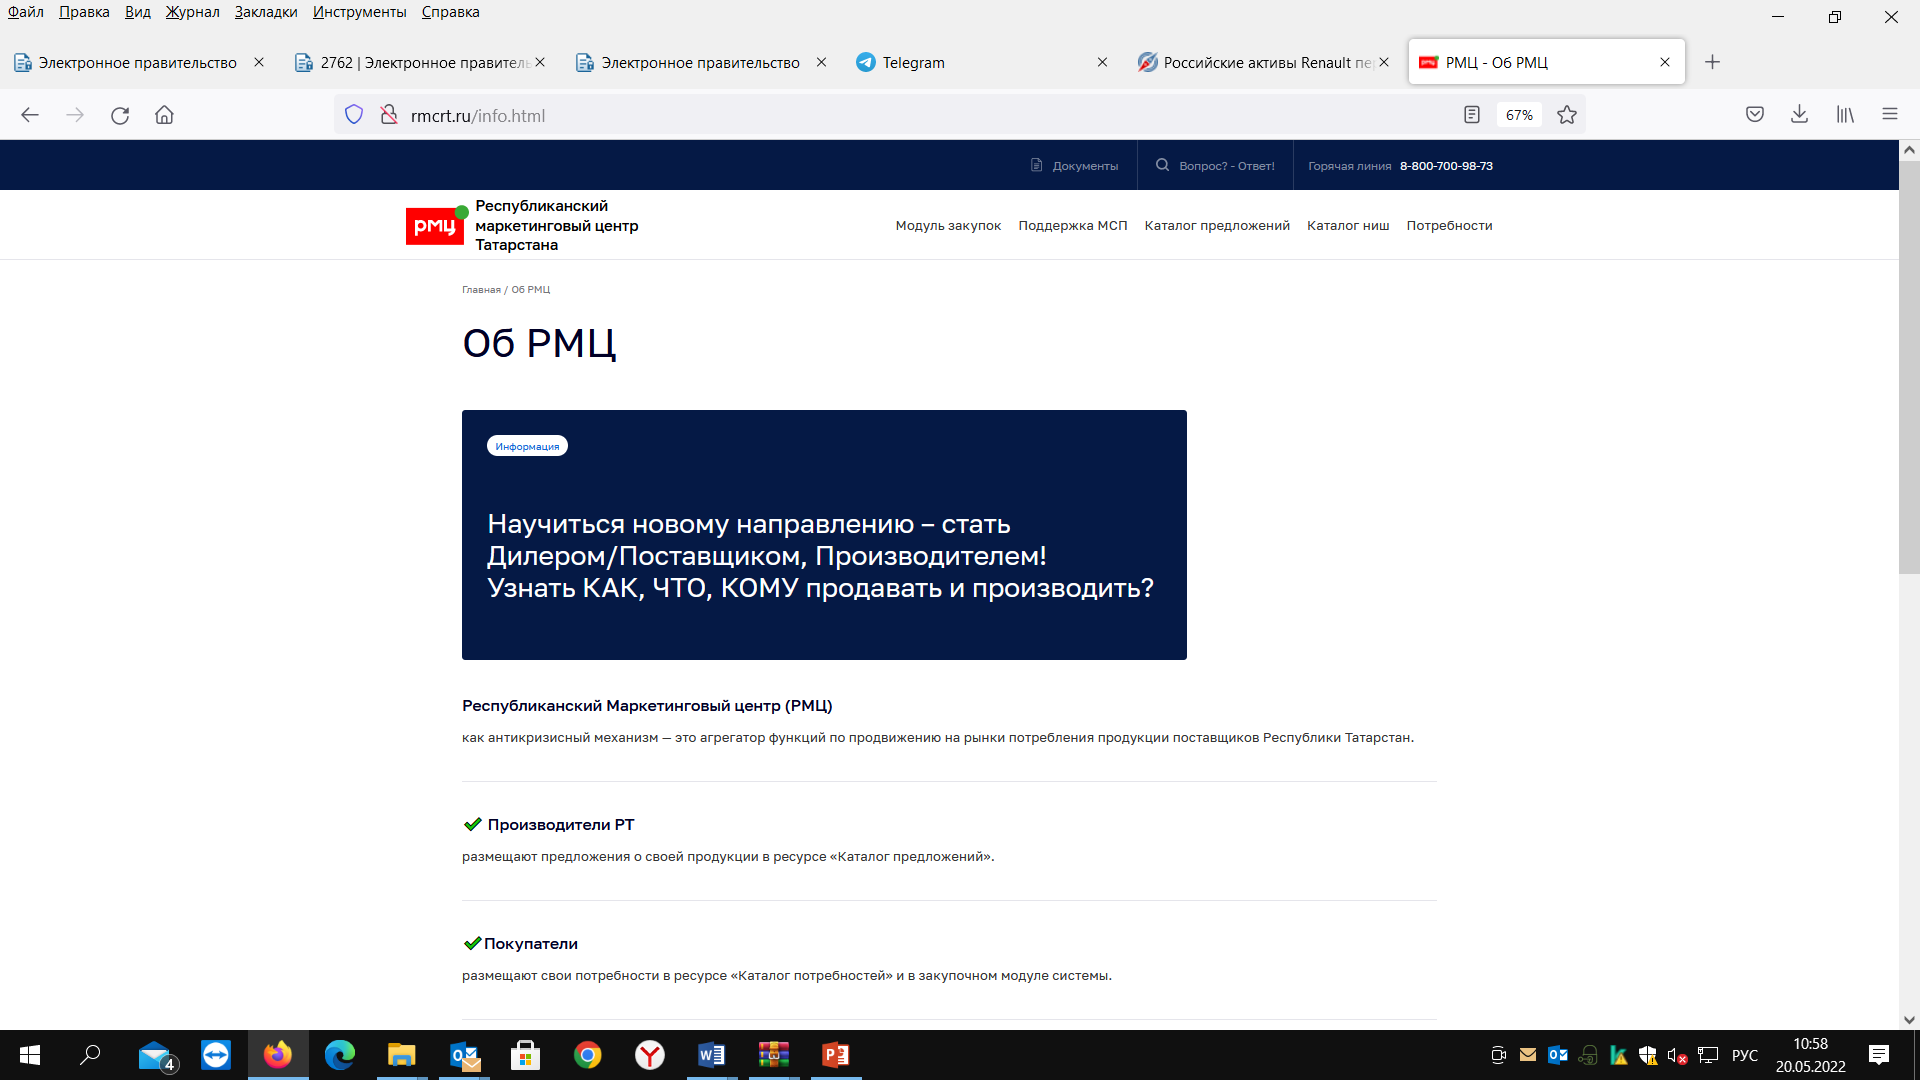 Файл Правка Вид Журнал Закладки Инструменты Справка
Электронное правительство
2762 | Электронное правитель
Электронное правительство
Telegram
Российские активы Renault пе
РМЦ - Об РМЦ
rmcrt.ru/info.html
67%
Документы
Вопрос? - Ответ!
Горячая линия 8-800-700-98-73
рмц
Республиканский
маркетинговый центр
Татарстана
Модуль закупок Поддержка МСП Каталог предложений Каталог ниш Потребности
Главная / Об РМЦ
Об РМЦ
Информация
Научиться новому направлению – стать
Дилером/Поставщиком, Производителем!
Узнать КАК, ЧТО, КОМУ продавать и производить?
Республиканский Маркетинговый центр (РМЦ)
как антикризисный механизм — это агрегатор функций по продвижению на рынки потребления продукции поставщиков Республики Татарстан.
Производители РТ
размещают предложения о своей продукции в ресурсе «Каталог предложений».
Покупатели
размещают свои потребности в ресурсе «Каталог потребностей» и в закупочном модуле системы.
4
РУС
10:58
20.05.2022